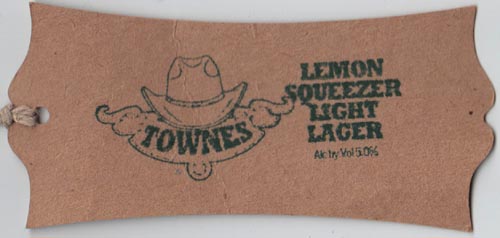 TOWNES
LEMON
SQUEEZER
LIGHT
LAGER
Alc by Vol 5.0%